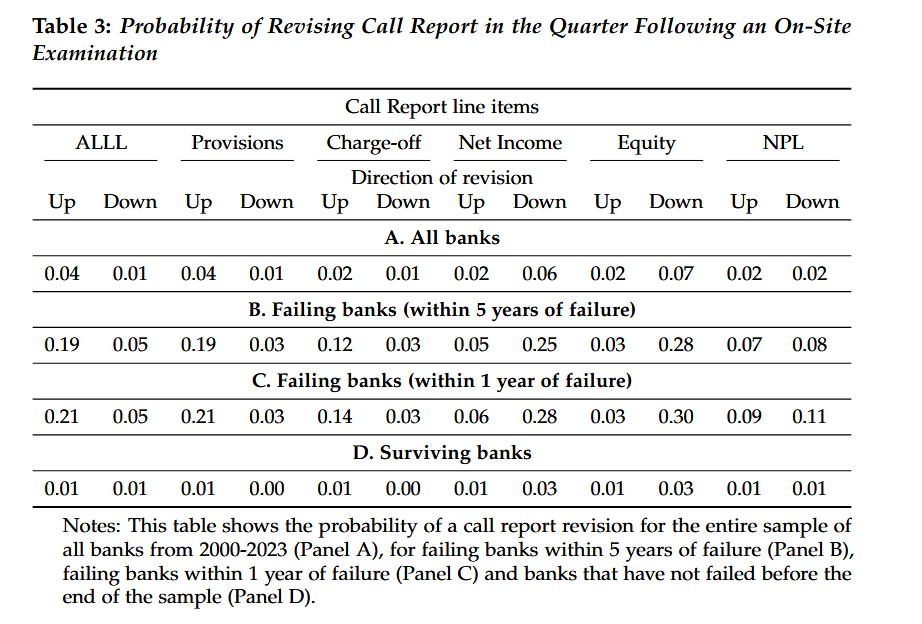 Table 3: Probability of Revising Call Report in the Quarter Following an On-Site
Examination
Call Report line items
ALLL Provisions Charge-off Net Income Equity NPL
Direction of revision
Up Down Up Down Up Down Up Down Up Down Up Down
A. All banks
0.04 0.01 0.04 0.01 0.02 0.01 0.02 0.06 0.02 0.07 0.02 0.02
B. Failing banks (within 5 years of failure)
0.19 0.05 0.19 0.03 0.12 0.03 0.05 0.25 0.03 0.28 0.07 0.08
C. Failing banks (within 1 year of failure)
0.21 0.05 0.21 0.03 0.14 0.03 0.06 0.28 0.03 0.30 0.09 0.11
D. Surviving banks
0.01 0.01 0.01 0.00 0.01 0.00 0.01 0.03 0.01 0.03 0.01 0.01
Notes: This table shows the probability of a call report revision for the entire sample of
all banks from 2000-2023 (Panel A), for failing banks within 5 years of failure (Panel B),
failing banks within 1 year of failure (Panel C) and banks that have not failed before the
end of the sample (Panel D).